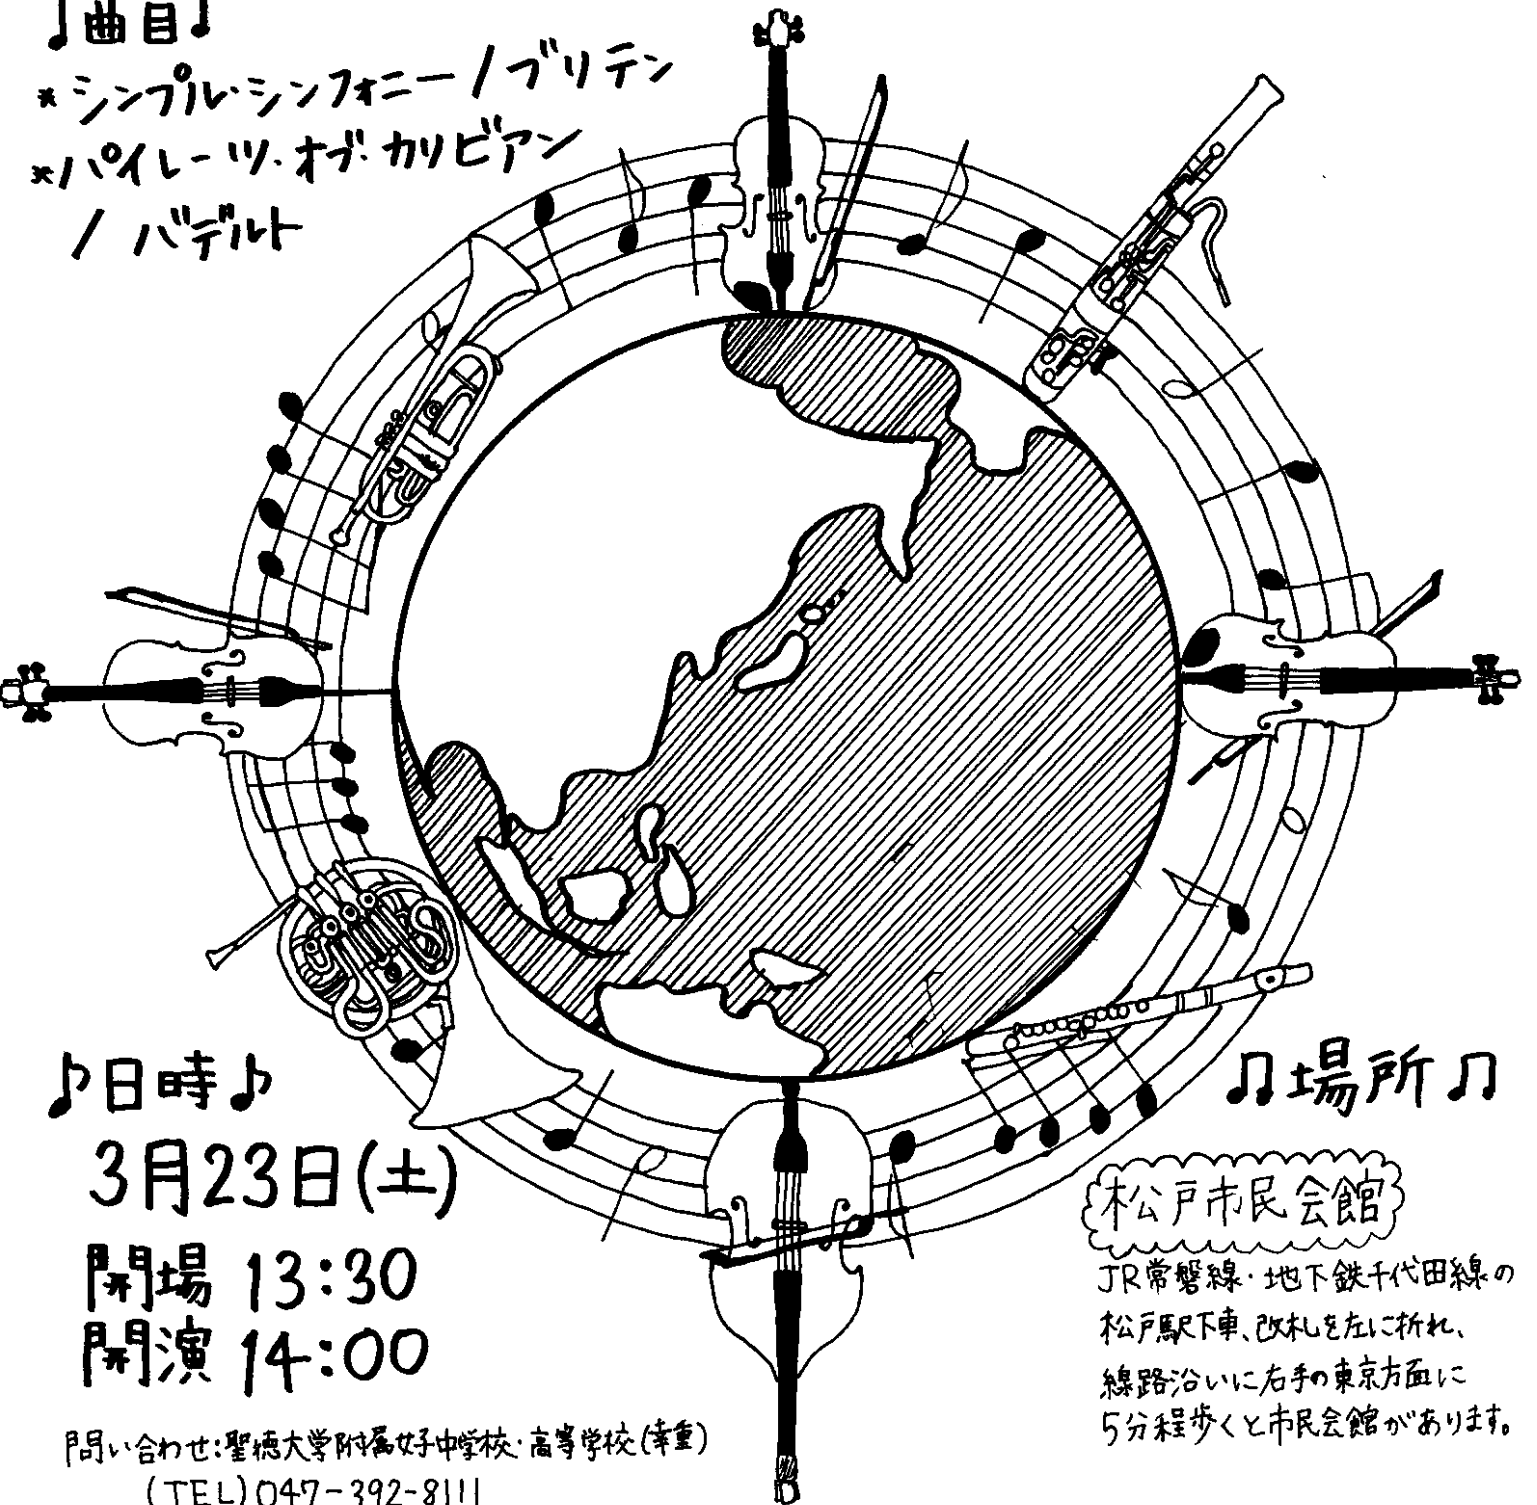 ♩曲目♩
*シンプル・シンフォニー/ブリテン
*パイレーツ・オブ・カリビアン
/バデルト
♪日時♪
3月23日(土)
開場 13:30
開演 14:00
問い合わせ:聖徳大学附属女子中学校・高等学校(幸重)
(TEL)047-392-8111
♫場所♫
松戸市民会館
JR常磐線・地下鉄千代田線の
松戸駅下車、改札を左に折れ、
線路沿いに右手の東京方面に
5分程歩くと市民会館があります。